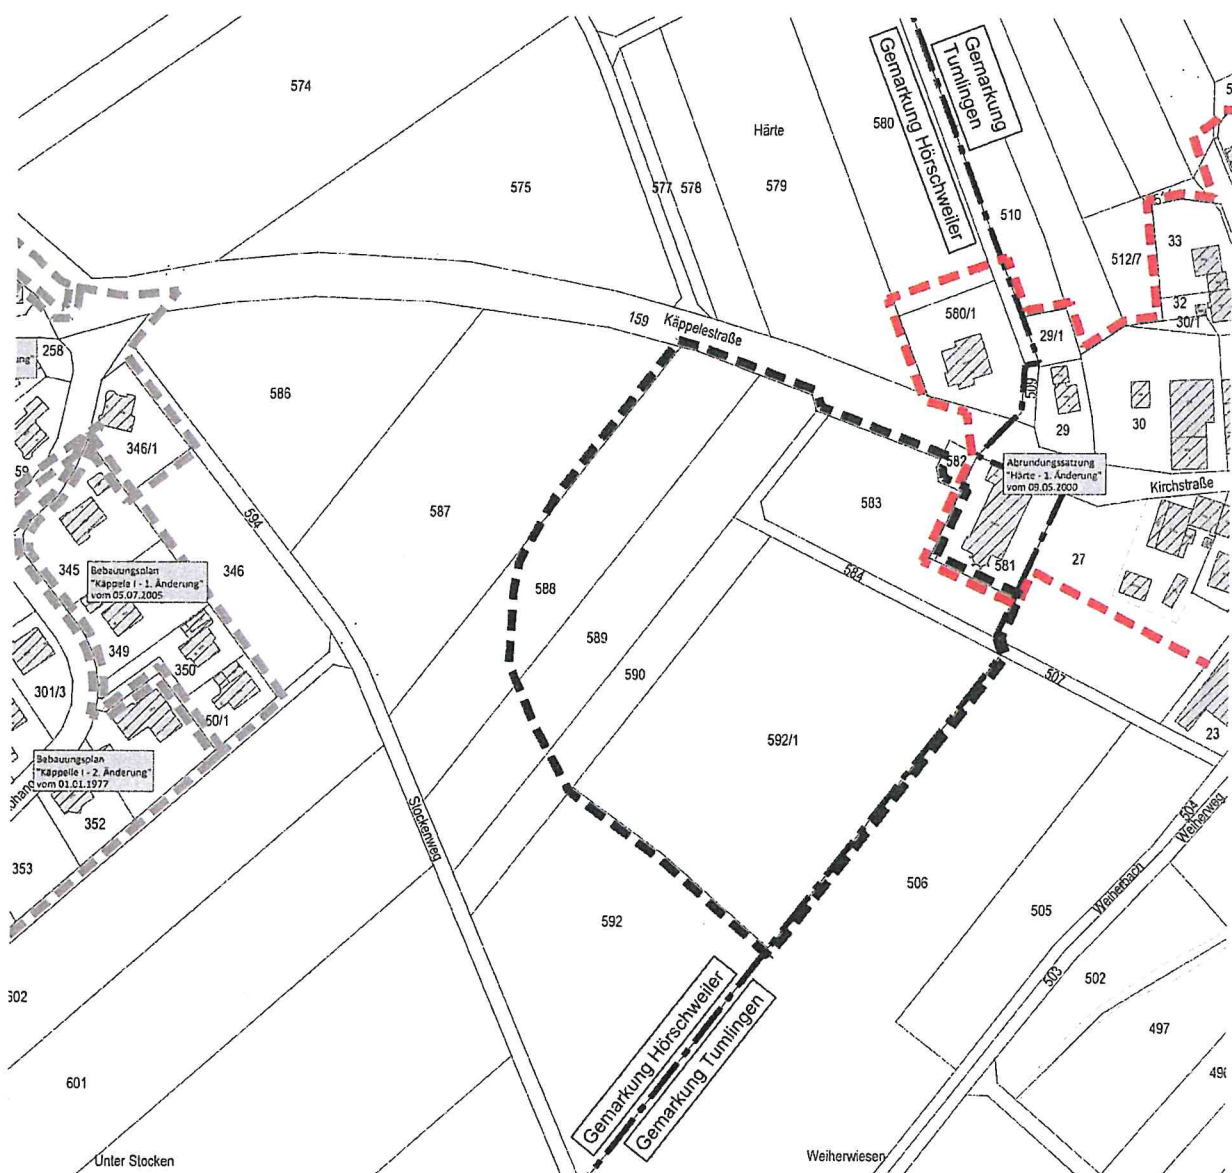 574
Gemarkung
Tumlingen
Gemarkung Hörschweiler
580
Härte
575
577
578
579
510
33
512/7
32
30/1
159
Käppelestraße
580/1
29/1
258
509
586
346/1
59
29
30
582
Abrundungssatzung
"Härte - 1. Änderung"
vom 09.05.2000
Kirchstraße
583
587
594
345
Bebauungsplan
"Käppele I - 1. Änderung"
vom 05.07.2005
346
588
584
581
27
349
589
350
590
507
301/3
50/1
23
592/1
Bebauungsplan
"Käppele I - 2. Änderung"
vom 01.01.1977
352
Stockenweg
504
Weiherweg
353
506
Weiherbach
505
592
503
502
602
497
Gemarkung Hörschweiler
Gemarkung Tumlingen
601
Unter Stocken
Weiherwiesen